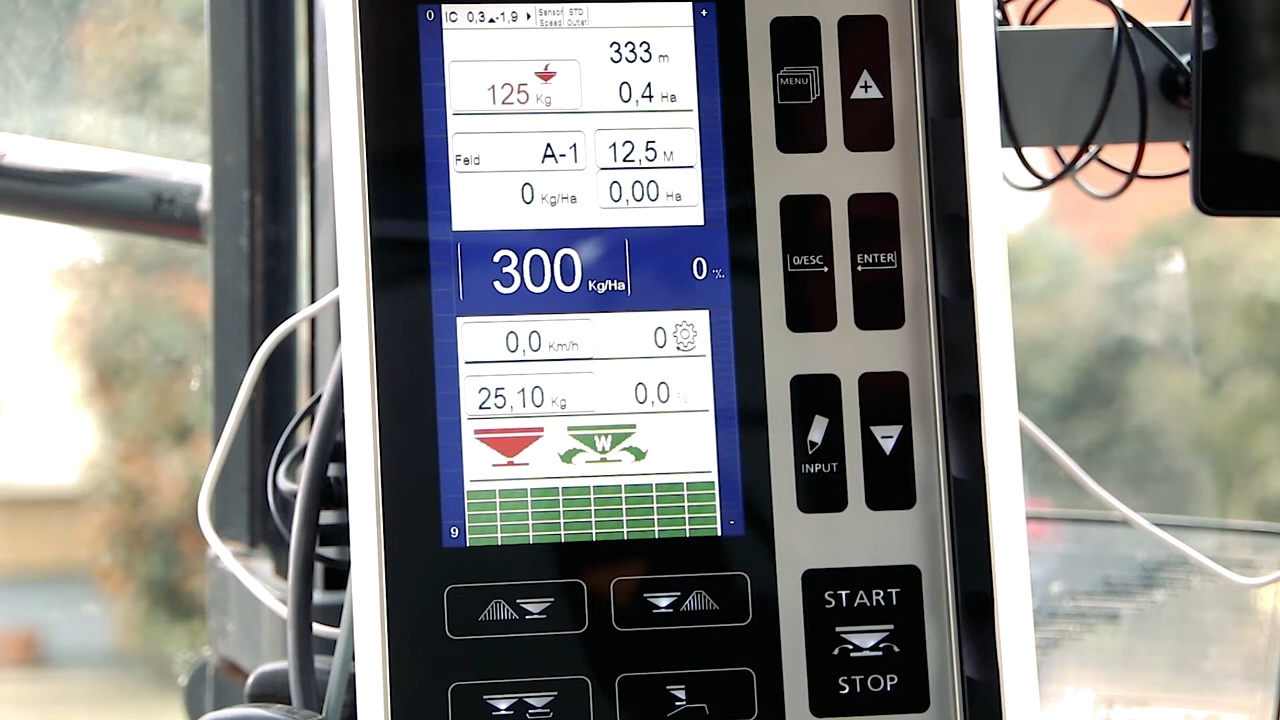 0 IC 0,3 -1,9 Sensor STD +
Speed Outlet
333 m
125 Kg
0,4 Ha
Feld A-1 12,5 M
0 Kg/Ha 0,00 Ha
300 Kg/Ha 0 %
0,0 Km/h 0
25,10 Kg 0,0
W
9 -
MENU +
0/ESC ENTER
INPUT −
START
STOP